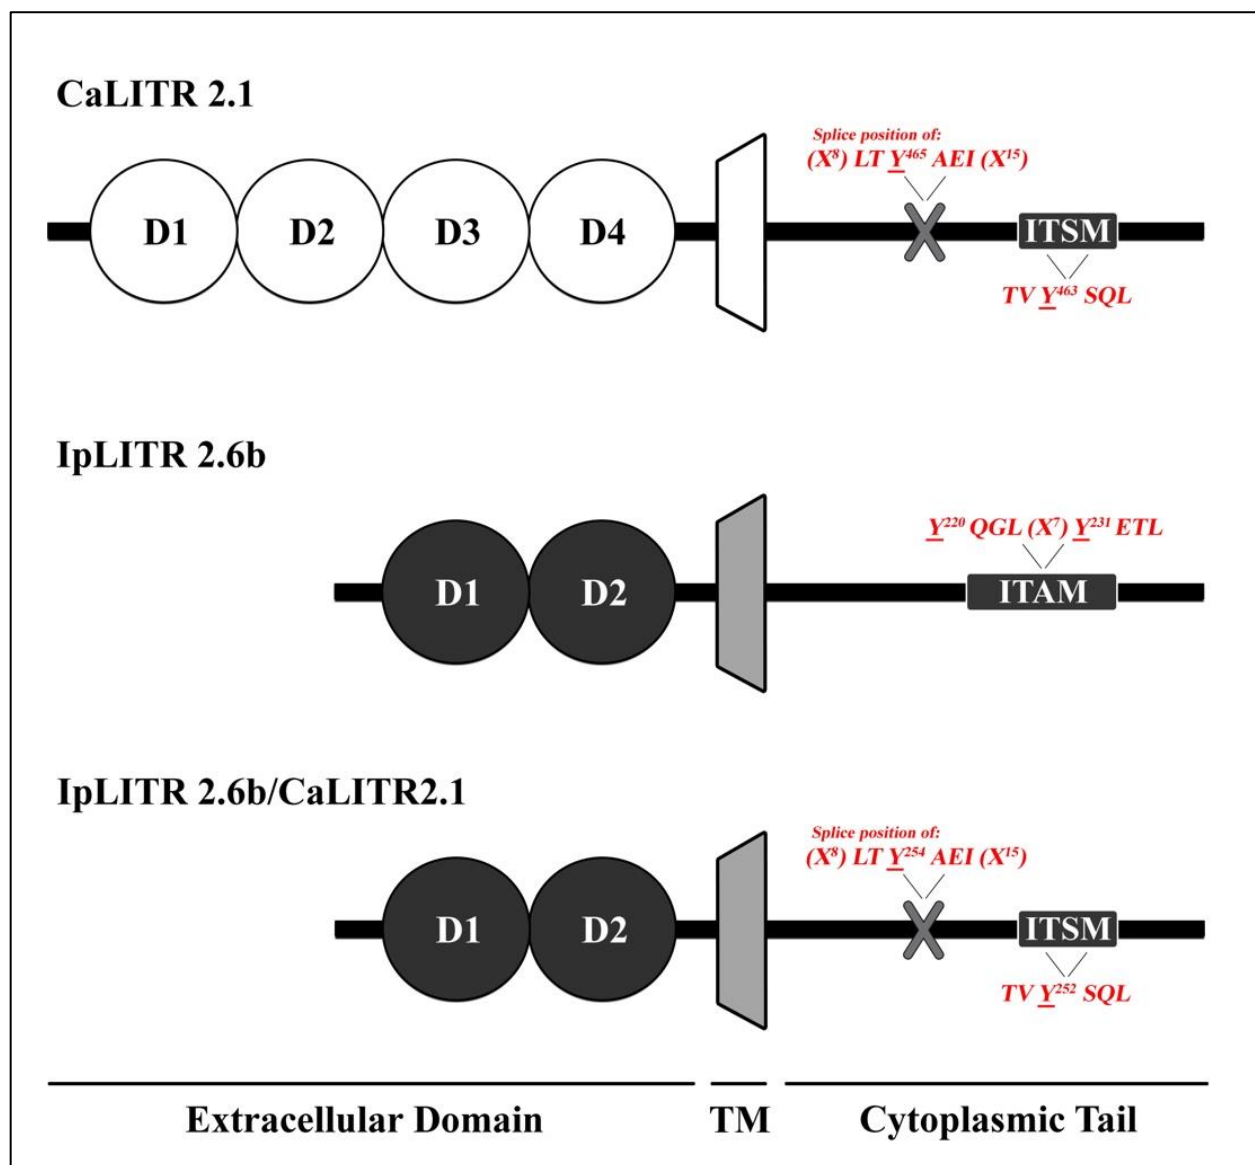 CaLITR 2.1
Splice position of:
(X⁸) LT Y⁴⁶⁵ AEI (X¹⁵)
D1 D2 D3 D4 ITSM
TV Y⁴⁶³ SQL
IpLITR 2.6b
Y²²⁰ QGL (X⁷) Y²³¹ ETL
D1 D2 ITAM
IpLITR 2.6b/CaLITR2.1
Splice position of:
(X⁸) LT Y²⁵⁴ AEI (X¹⁵)
D1 D2 ITSM
TV Y²⁵² SQL
Extracellular Domain TM Cytoplasmic Tail